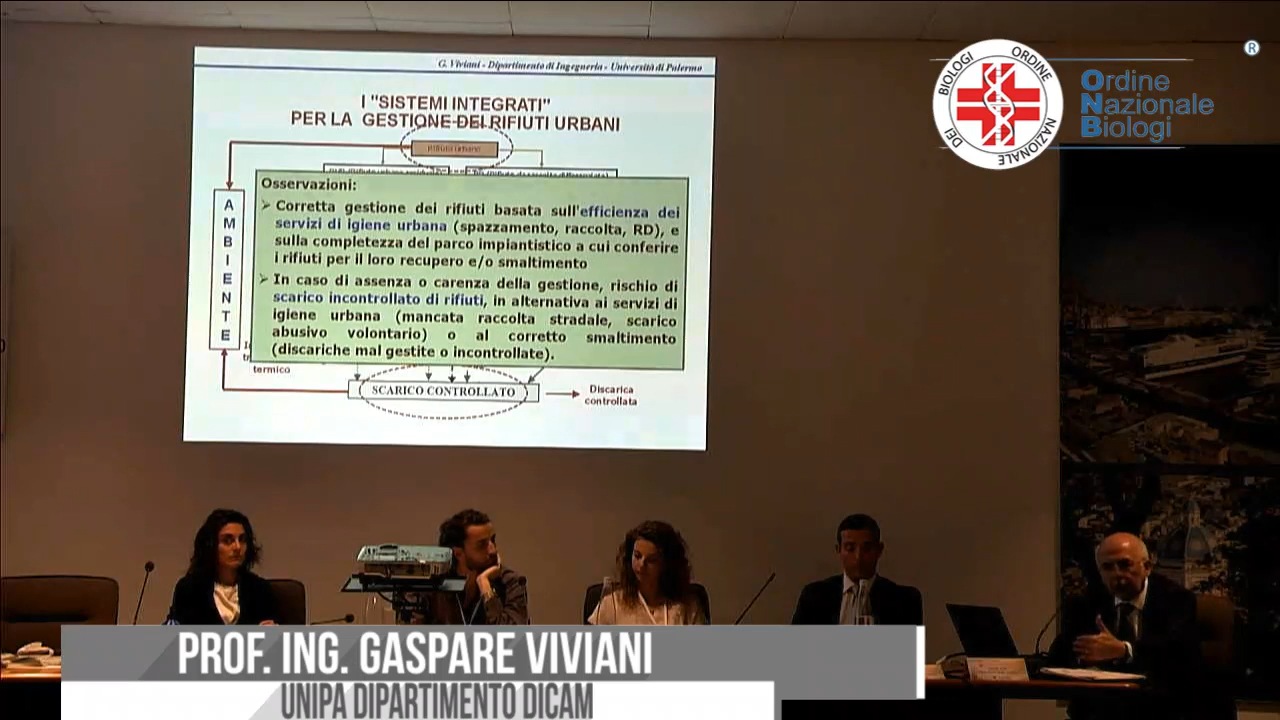 G. Viviani - Dipartimento di Ingegneria - Università di Palermo
I "SISTEMI INTEGRATI"
PER LA GESTIONE DEI RIFIUTI URBANI
AMBIENTE
Osservazioni:
➢ Corretta gestione dei rifiuti basata sull'efficienza dei
servizi di igiene urbana (spazzamento, raccolta, RD), e
sulla completezza del parco impiantistico a cui conferire
i rifiuti per il loro recupero e/o smaltimento
➢ In caso di assenza o carenza della gestione, rischio di
scarico incontrollato di rifiuti, in alternativa ai servizi di
igiene urbana (mancata raccolta stradale, scarico
abusivo volontario) o al corretto smaltimento
(discariche mal gestite o incontrollate).
termico
SCARICO CONTROLLATO
Discarica
controllata
ORDINE NAZIONALE DEI BIOLOGI
Ordine
Nazionale
Biologi
®
PROF. ING. GASPARE VIVIANI
UNIPA DIPARTIMENTO DICAM